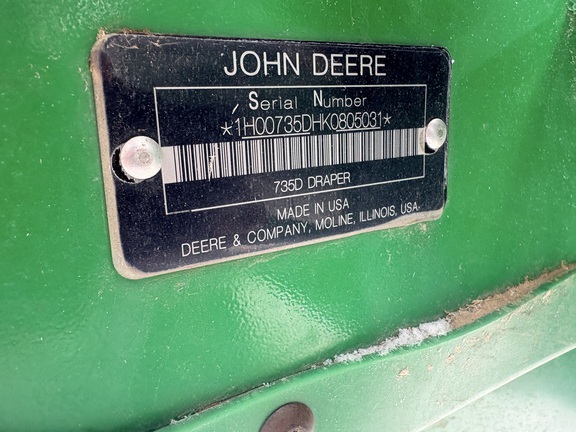 JOHN DEERE
Serial Number
*1H00735DHK0805031*
735D DRAPER
MADE IN USA
DEERE & COMPANY, MOLINE, ILLINOIS, USA